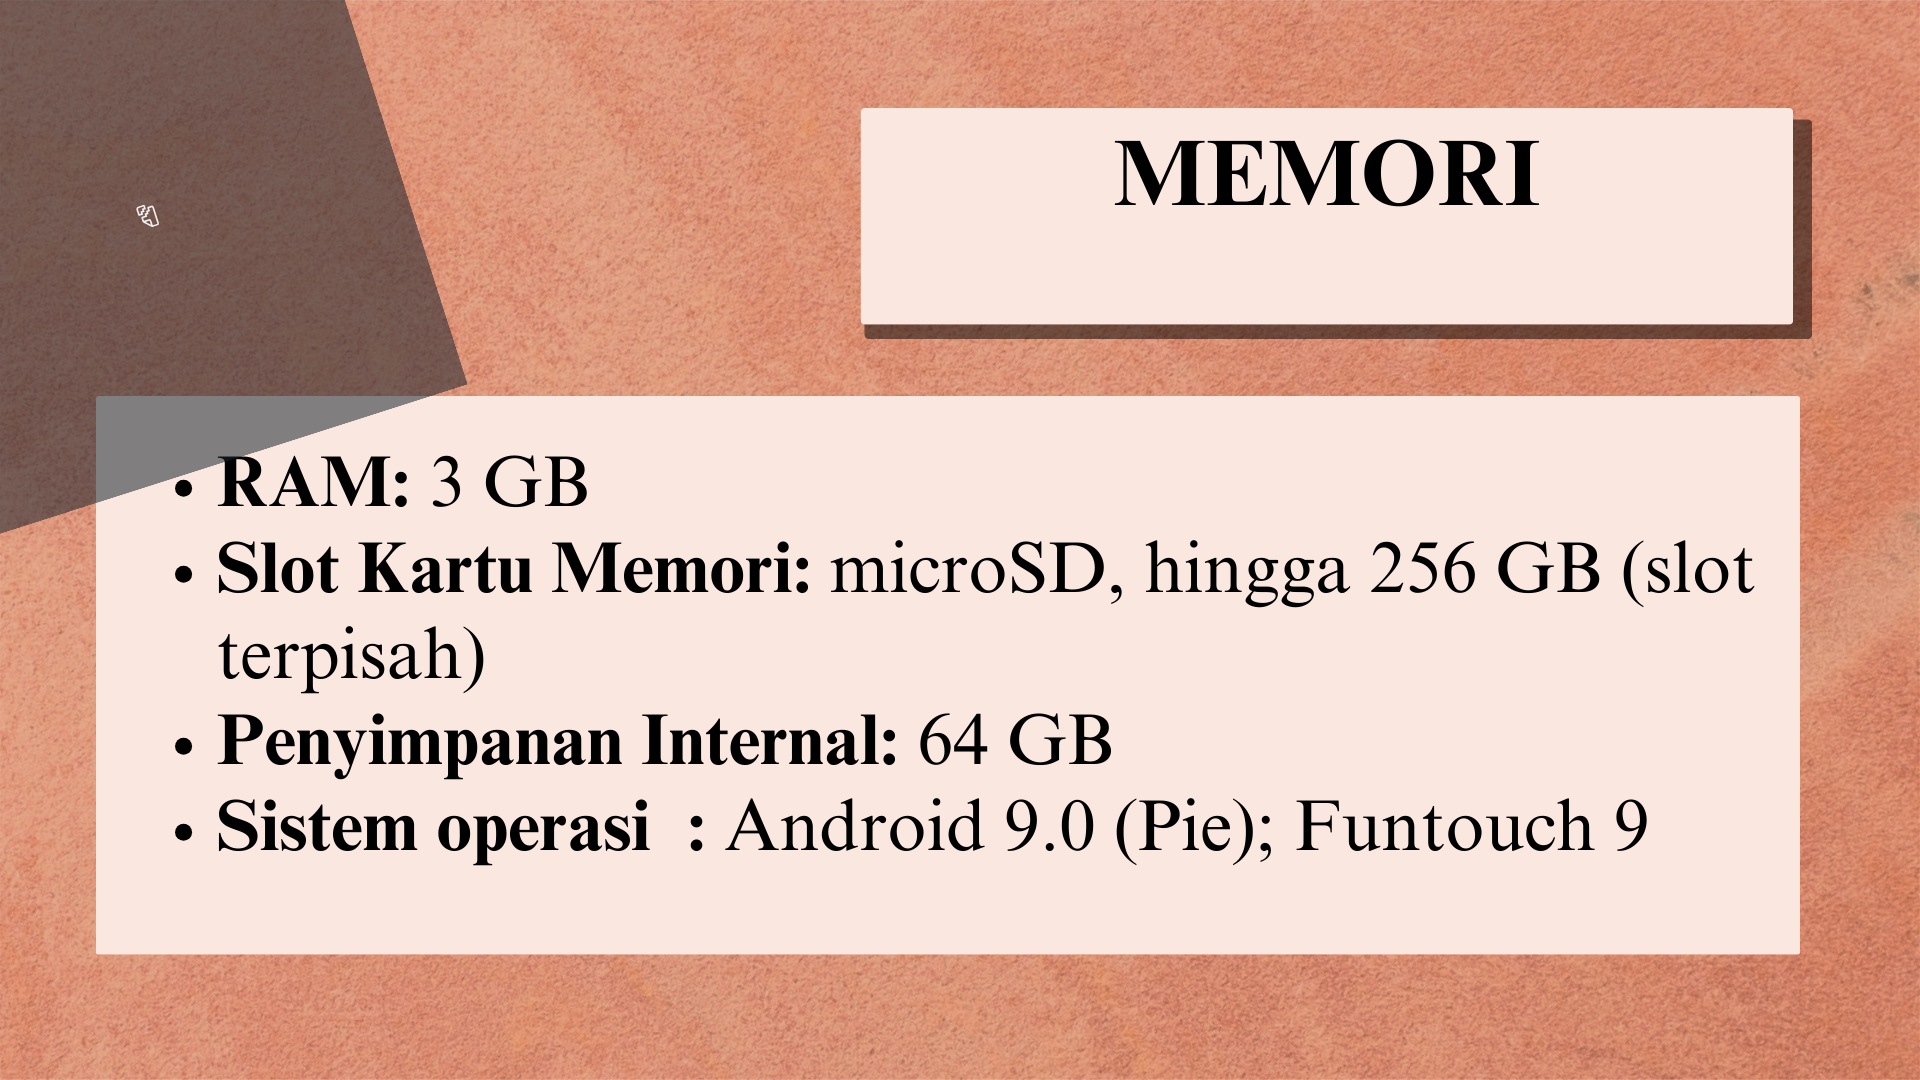 MEMORI
• RAM: 3 GB
• Slot Kartu Memori: microSD, hingga 256 GB (slot
terpisah)
• Penyimpanan Internal: 64 GB
• Sistem operasi  : Android 9.0 (Pie); Funtouch 9